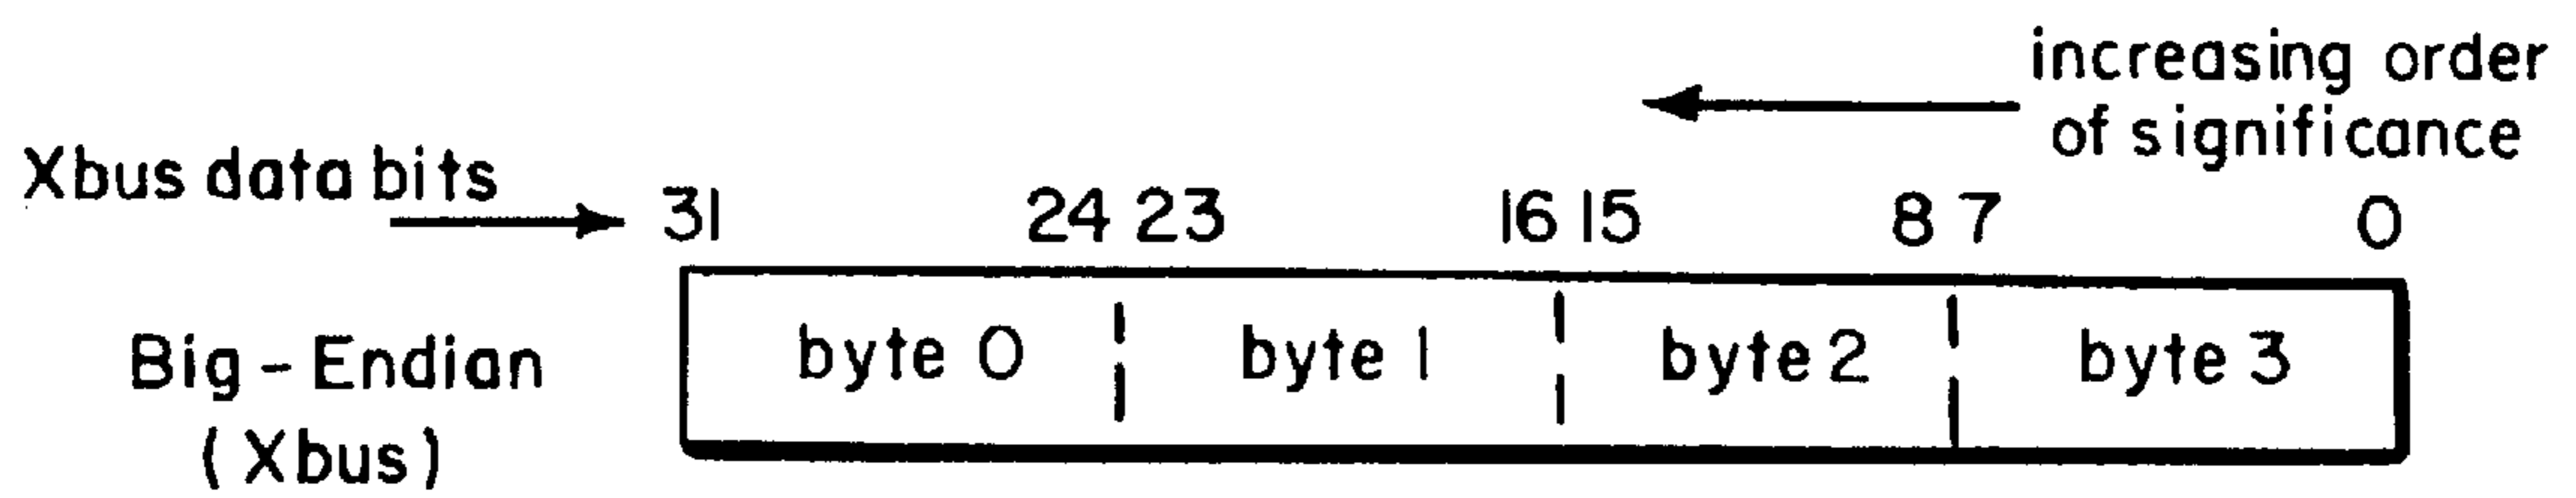 increasing order
of significance
Xbus data bits
31 24 23 16 15 8 7 0
Big-Endian
(Xbus)
byte 0 byte 1 byte 2 byte 3